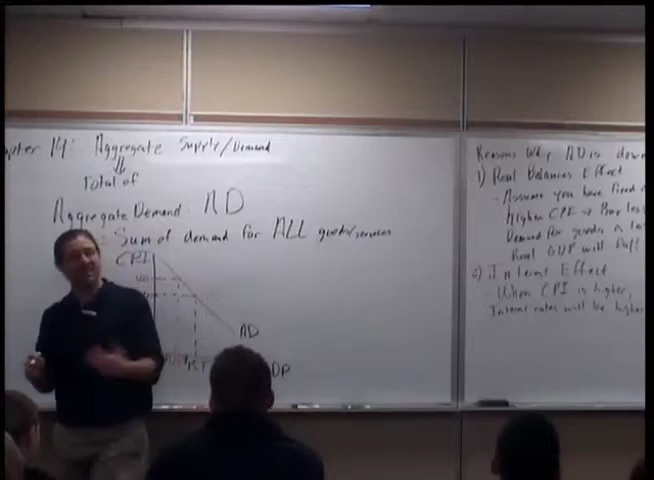 14: Aggregate Supply/Demand
Total of
Aggregate Demand AD
= Sum of demand for ALL goods/services
CPI
AD
DP
Reasons Why AD is down
1) Real Balances Effect
- Assume you have fixed
Higher CPI → Buy less
Demand for goods
Real GDP will fall
2) Interest Effect
When CPI is higher,
Interest rates will be higher